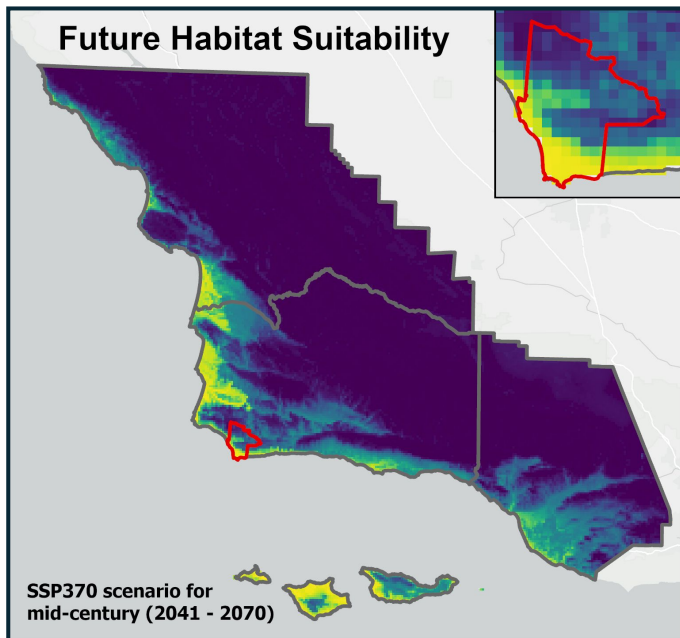 Future Habitat Suitability
SSP370 scenario for
mid-century (2041 - 2070)